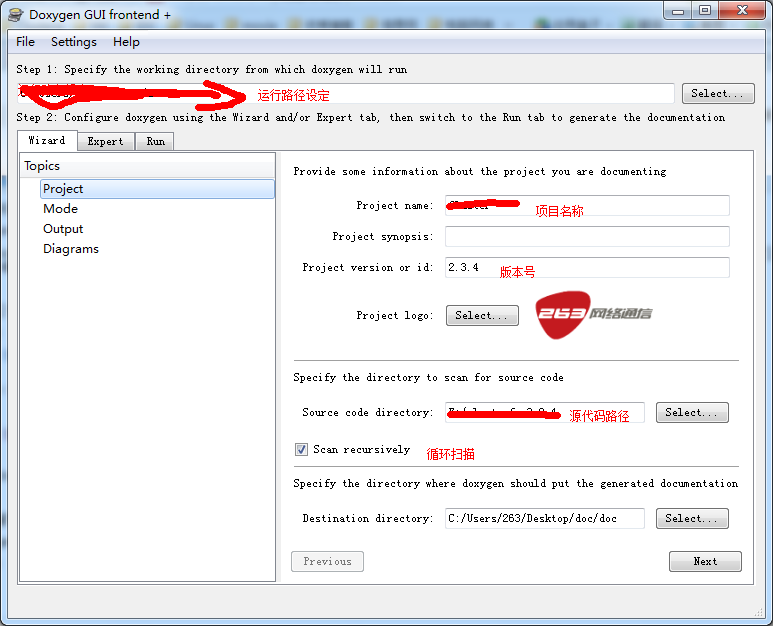 Doxygen GUI frontend +
File Settings Help
Step 1: Specify the working directory from which doxygen will run
运行路径设定
Select...
Step 2: Configure doxygen using the Wizard and/or Expert tab, then switch to the Run tab to generate the documentation
Wizard Expert Run
Topics
Project
Mode
Output
Diagrams
Provide some information about the project you are documenting
Project name: 项目名称
Project synopsis:
Project version or id: 2.3.4 版本号
Project logo: Select... 263网络通信
Specify the directory to scan for source code
Source code directory: 源代码路径 Select...
Scan recursively 循环扫描
Specify the directory where doxygen should put the generated documentation
Destination directory: C:/Users/263/Desktop/doc/doc Select...
Previous Next